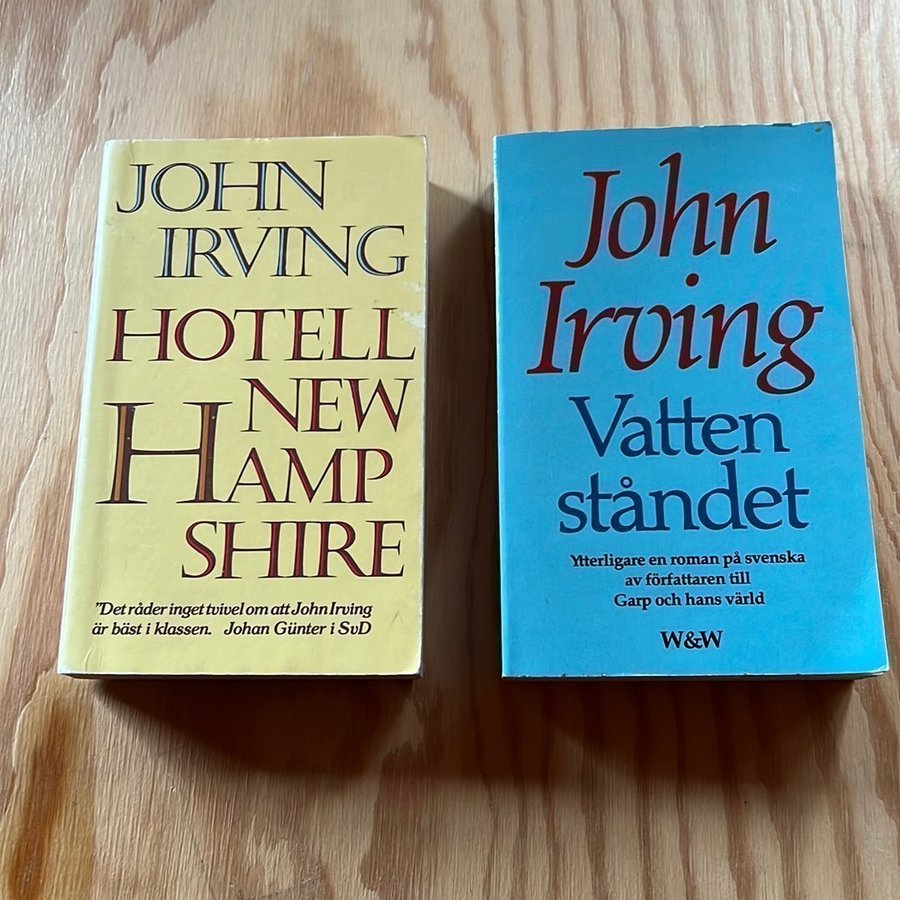 JOHN
IRVING
HOTELL
NEW
HAMP
SHIRE
"Det råder inget tvivel om att John Irving
är bäst i klassen. Johan Günter i SvD
John
Irving
Vatten
ståndet
Ytterligare en roman på svenska
av författaren till
Garp och hans värld
W&W